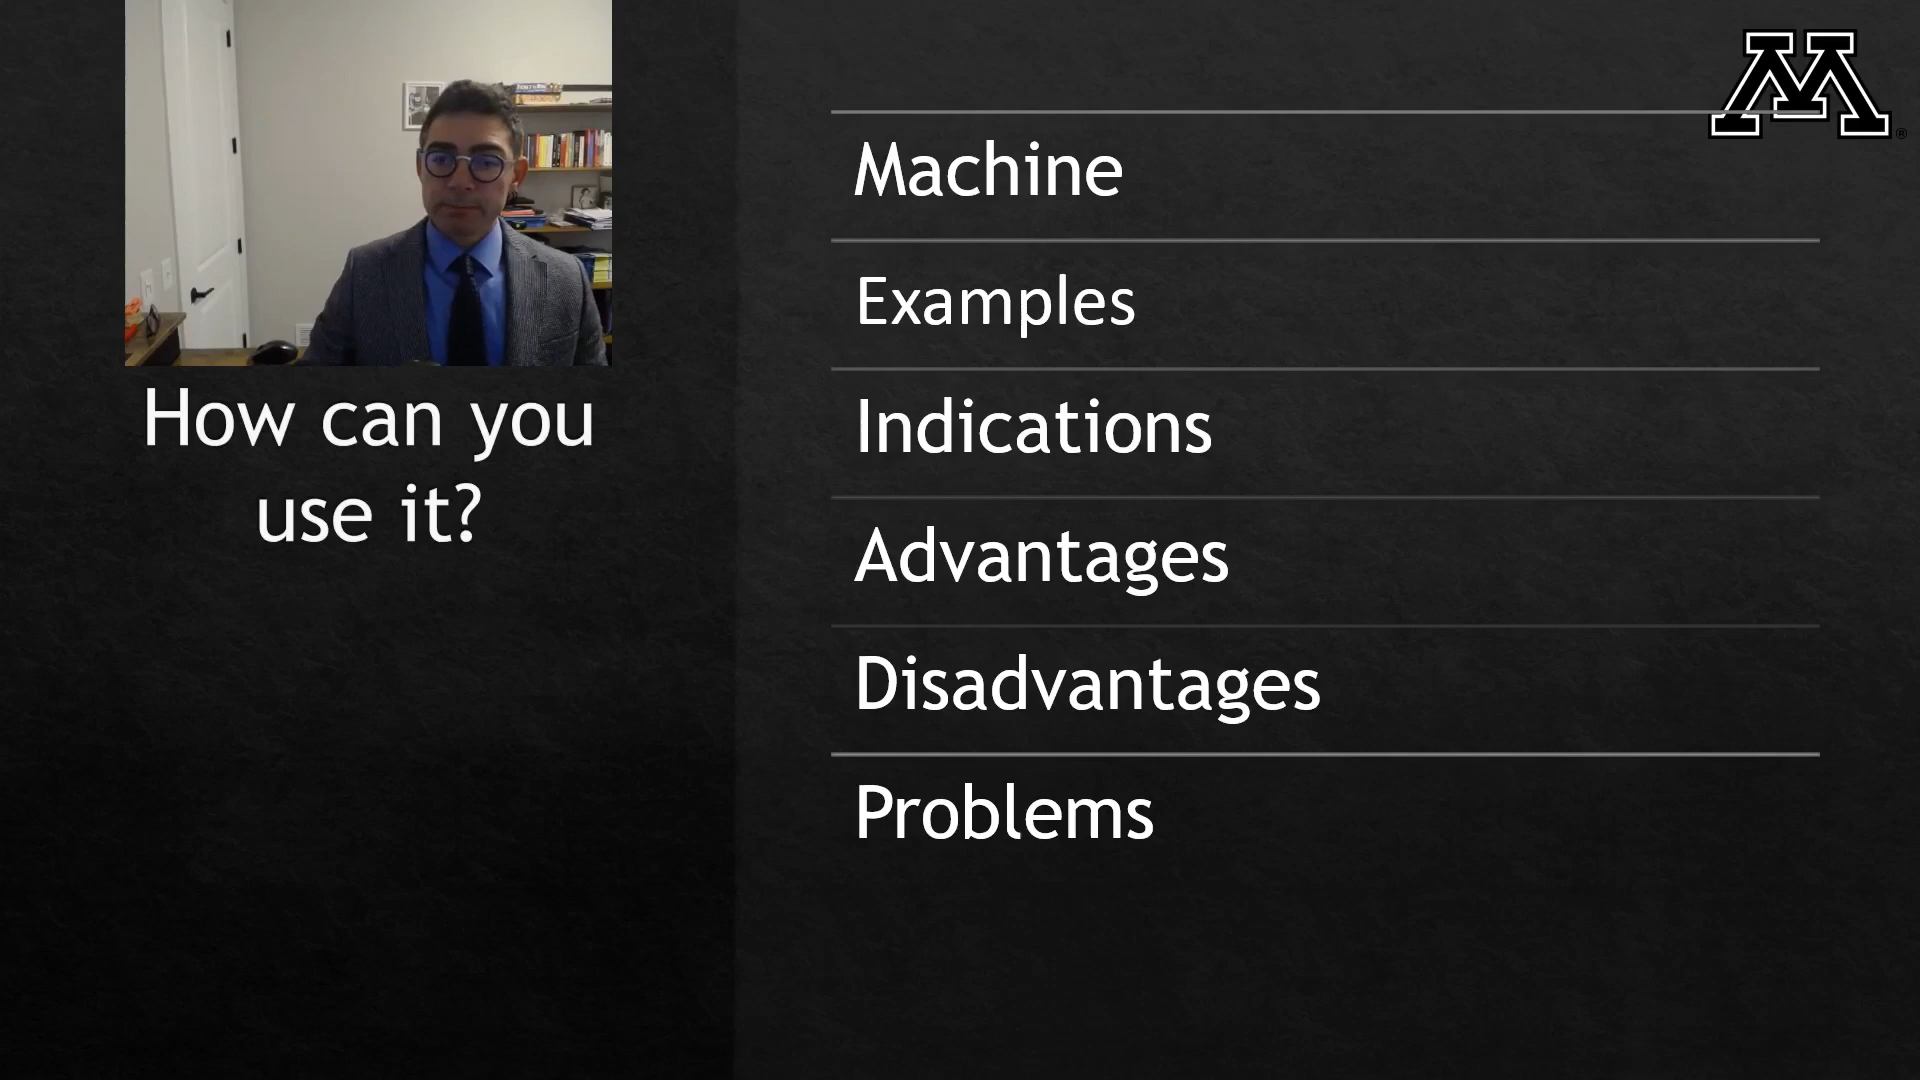 How can you
use it?
M
Machine
Examples
Indications
Advantages
Disadvantages
Problems